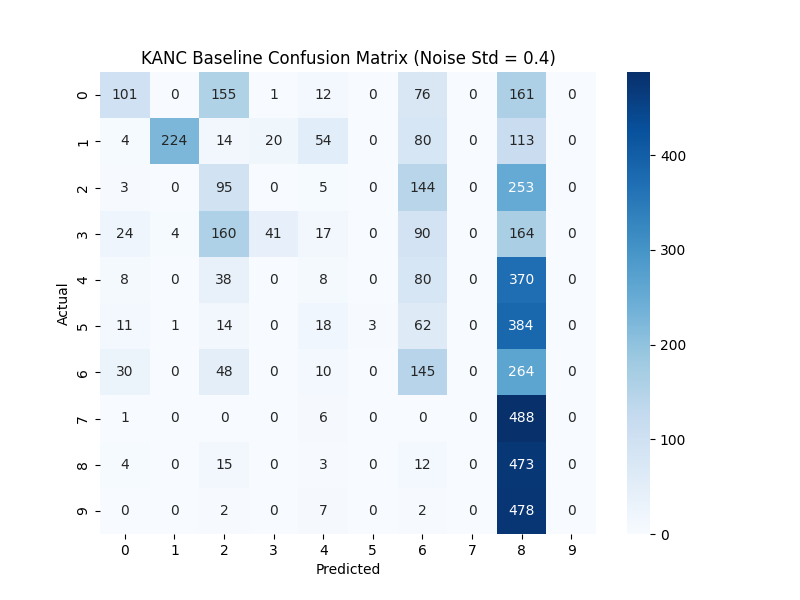 KANC Baseline Confusion Matrix (Noise Std = 0.4)
0 101 0 155 1 12 0 76 0 161 0
1 4 224 14 20 54 0 80 0 113 0
2 3 0 95 0 5 0 144 0 253 0
3 24 4 160 41 17 0 90 0 164 0
4 8 0 38 0 8 0 80 0 370 0
5 11 1 14 0 18 3 62 0 384 0
6 30 0 48 0 10 0 145 0 264 0
7 1 0 0 0 6 0 0 0 488 0
8 4 0 15 0 3 0 12 0 473 0
9 0 0 2 0 7 0 2 0 478 0
0 1 2 3 4 5 6 7 8 9
Predicted
Actual
400
300
200
100
0